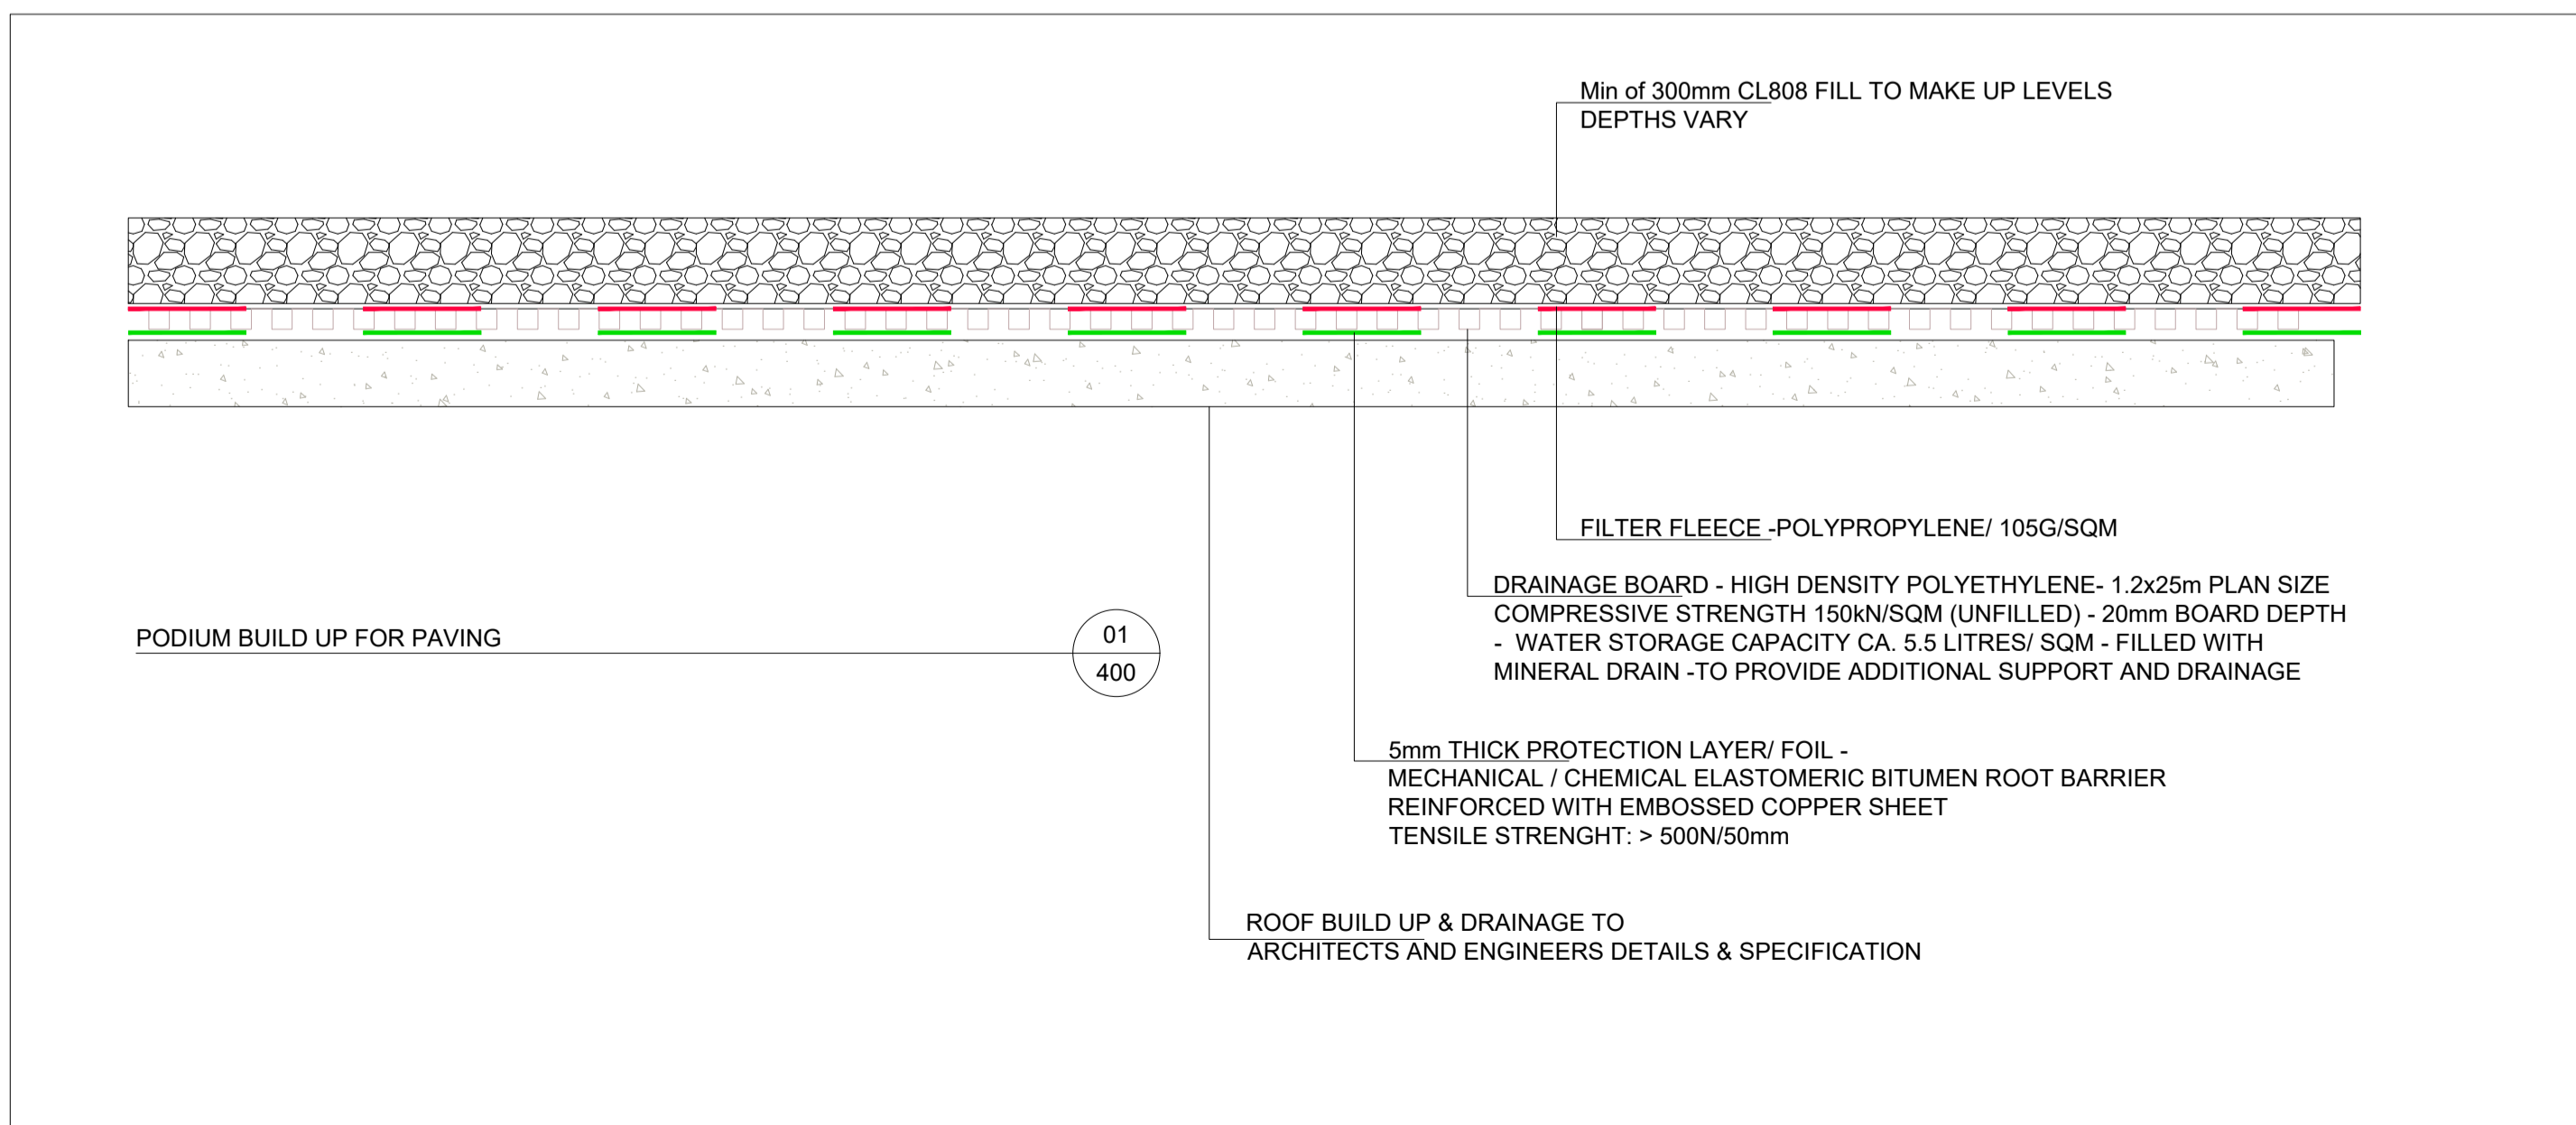 Min of 300mm CL808 FILL TO MAKE UP LEVELS
DEPTHS VARY
FILTER FLEECE -POLYPROPYLENE/ 105G/SQM
DRAINAGE BOARD - HIGH DENSITY POLYETHYLENE- 1.2x25m PLAN SIZE
COMPRESSIVE STRENGTH 150kN/SQM (UNFILLED) - 20mm BOARD DEPTH
- WATER STORAGE CAPACITY CA. 5.5 LITRES/ SQM - FILLED WITH
MINERAL DRAIN -TO PROVIDE ADDITIONAL SUPPORT AND DRAINAGE
PODIUM BUILD UP FOR PAVING
01
400
5mm THICK PROTECTION LAYER/ FOIL -
MECHANICAL / CHEMICAL ELASTOMERIC BITUMEN ROOT BARRIER
REINFORCED WITH EMBOSSED COPPER SHEET
TENSILE STRENGHT: > 500N/50mm
ROOF BUILD UP & DRAINAGE TO
ARCHITECTS AND ENGINEERS DETAILS & SPECIFICATION